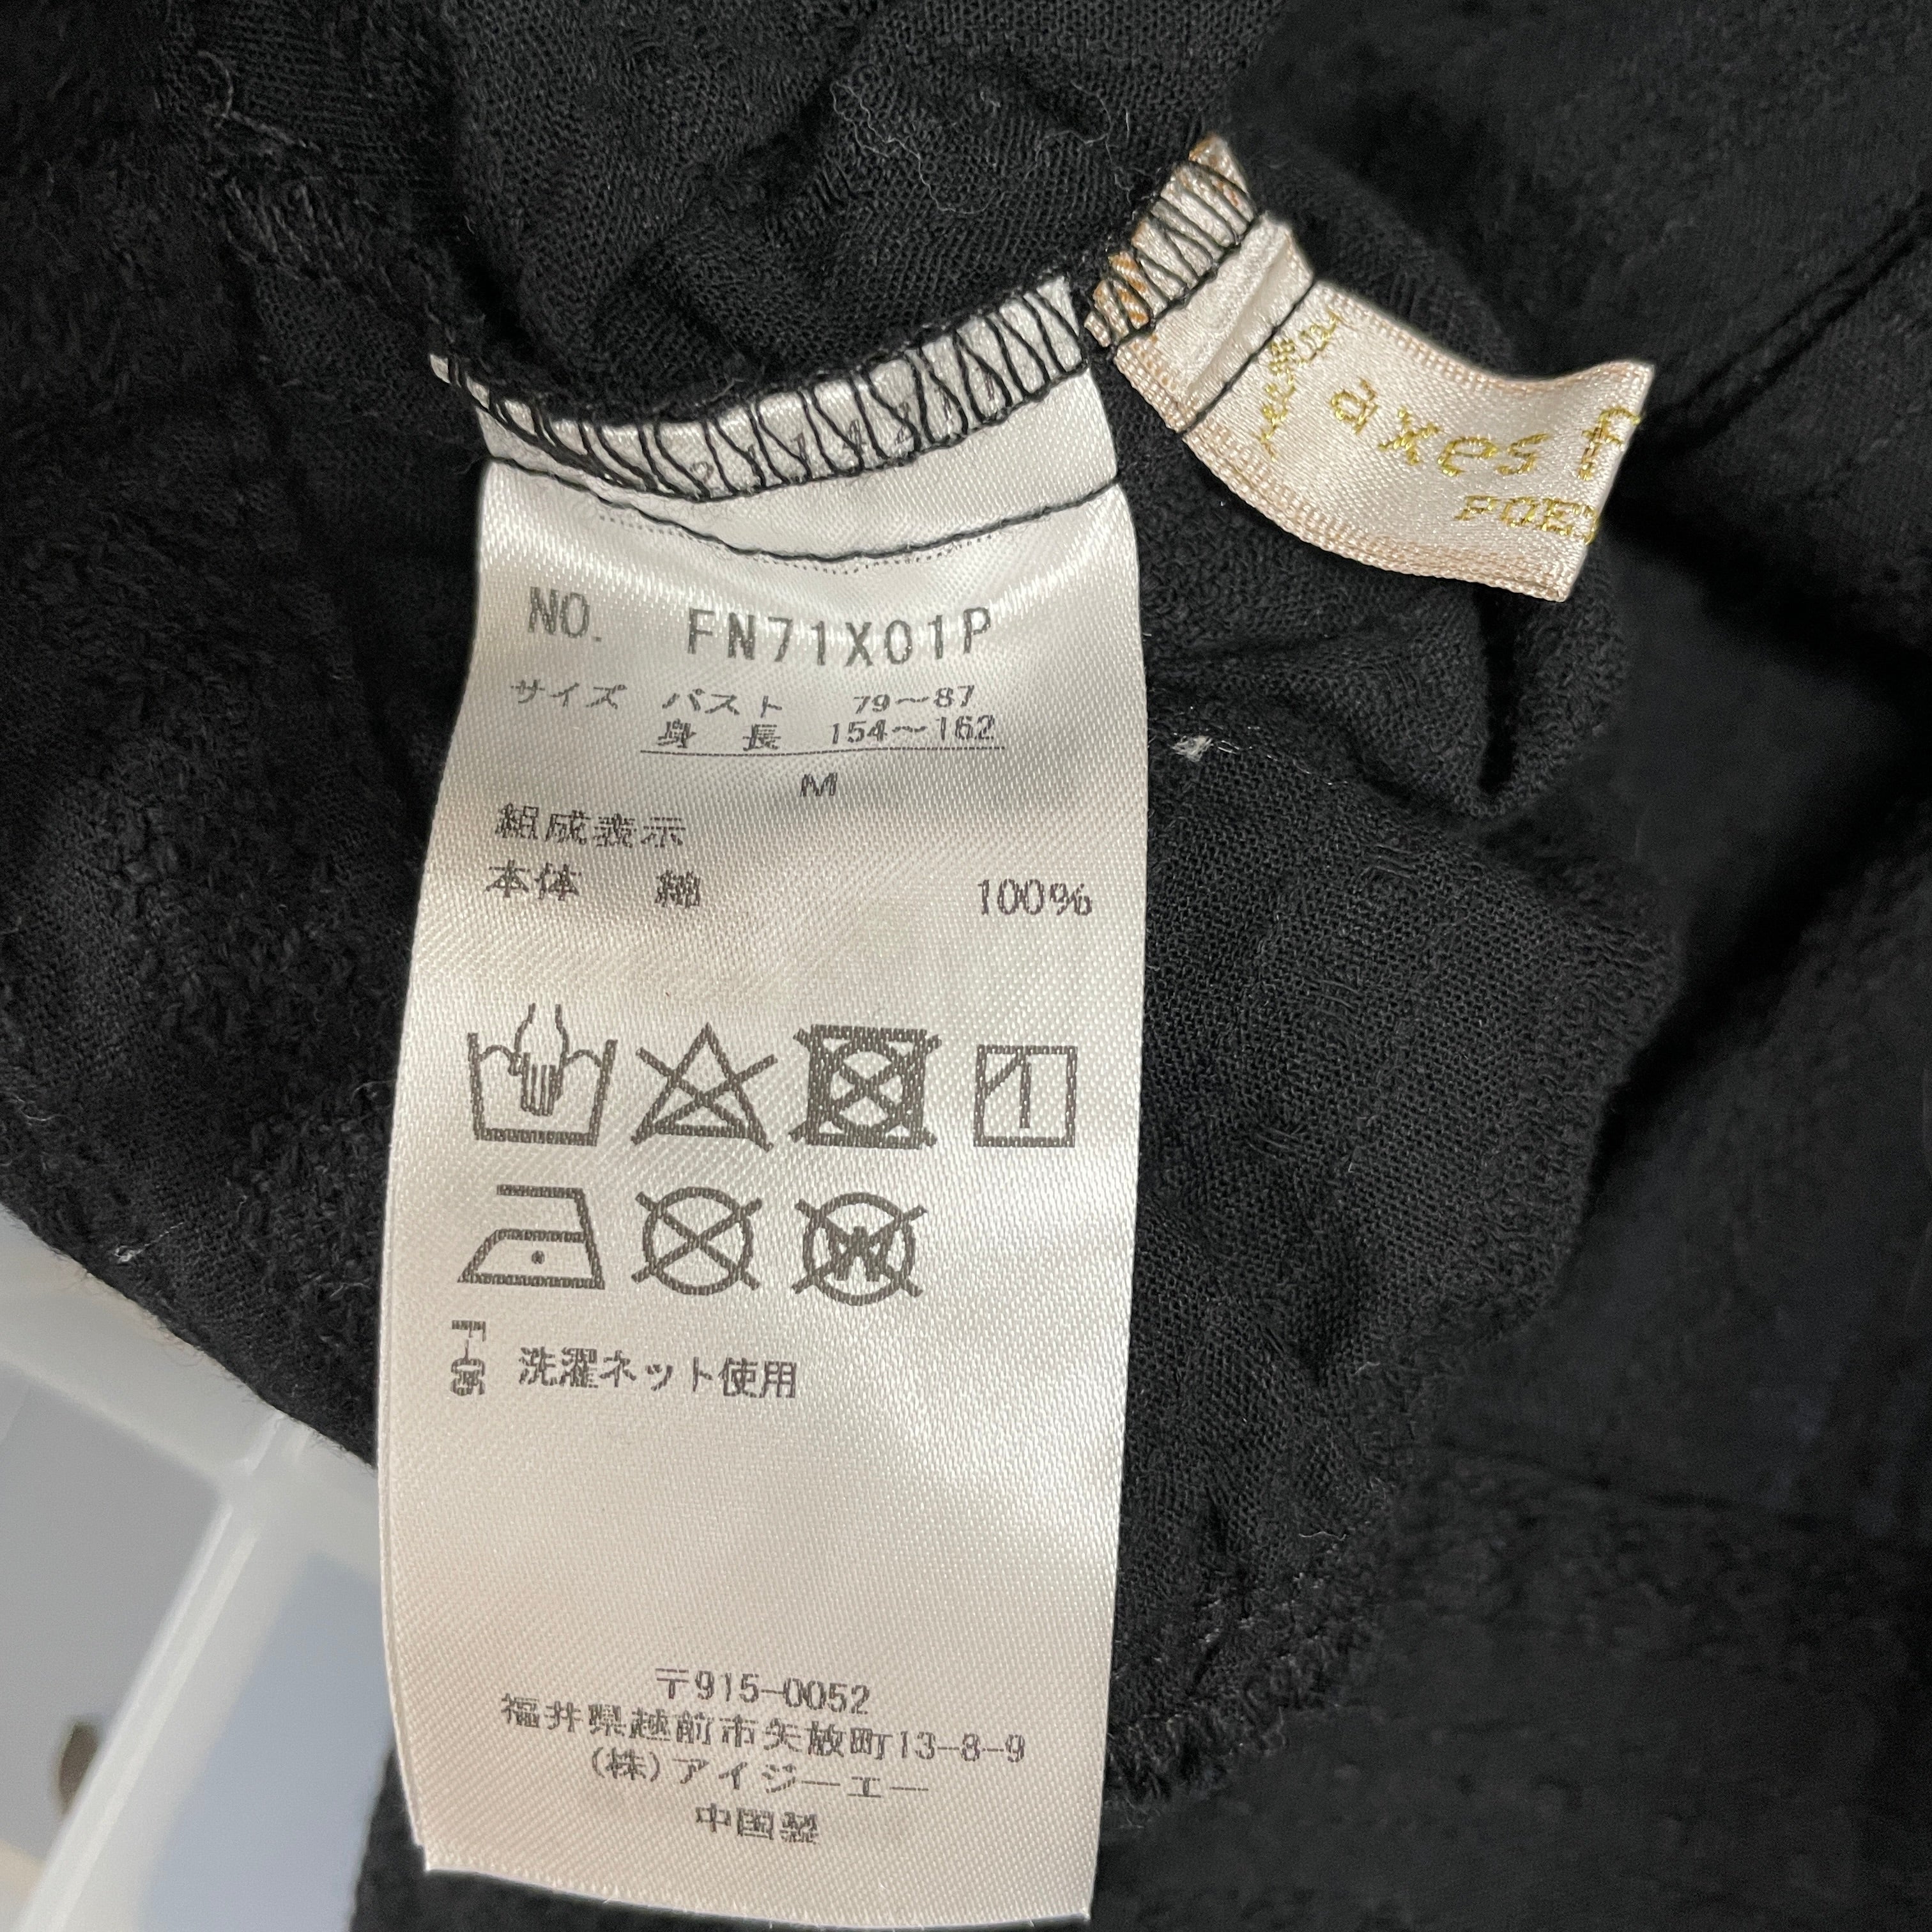 axes f
POE
NO. FN71X01P
サイズ バスト 79～87
身長 154～162
M
組成表示
本体 綿 100%
洗濯ネット使用
〒915-0052
福井県越前市矢放町13-8-9
(株)アイジーエー
中国製